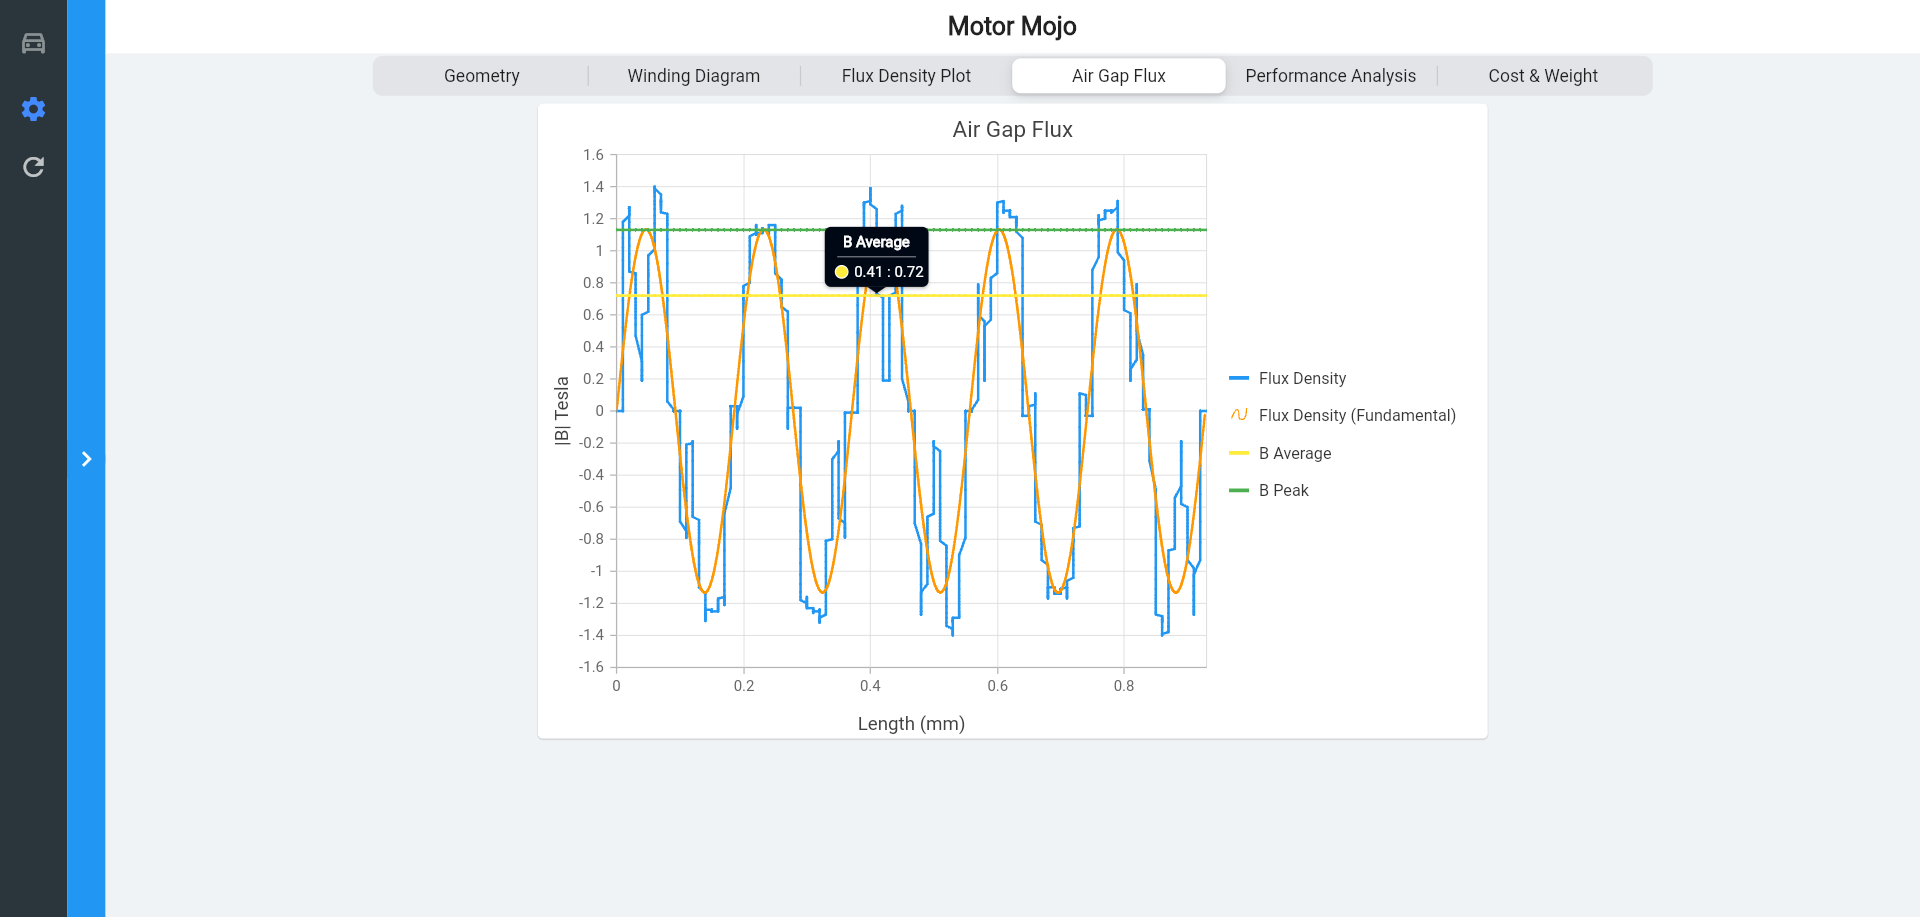 Motor Mojo
Geometry
Winding Diagram
Flux Density Plot
Air Gap Flux
Performance Analysis
Cost & Weight
Air Gap Flux
1.6
1.4
1.2
1
0.8
0.6
0.4
0.2
0
-0.2
-0.4
-0.6
-0.8
-1
-1.2
-1.4
-1.6
|B| Tesla
B Average
0.41 : 0.72
0
0.2
0.4
0.6
0.8
Length (mm)
Flux Density
Flux Density (Fundamental)
B Average
B Peak